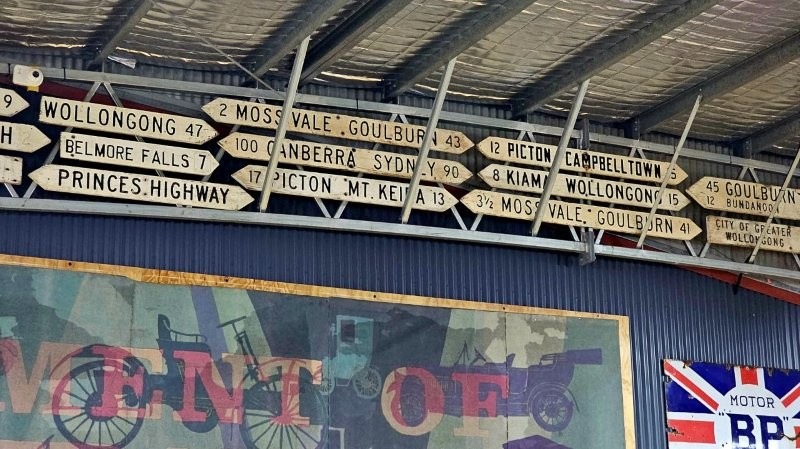 9
H
WOLLONGONG 47
BELMORE FALLS 7
PRINCES HIGHWAY
2 MOSS VALE. GOULBURN 43
100 CANBERRA SYDNEY 90
17 PICTON MT. KEIRA 13
12 PICTON CAMPBELLTOWN
8 KIAMA WOLLONGONG 15
3½ MOSS VALE. GOULBURN 41
45 GOULBURN
12 BUNDANOON
CITY OF GREATER
WOLLONGONG
MENT OF
MOTOR
"BP"